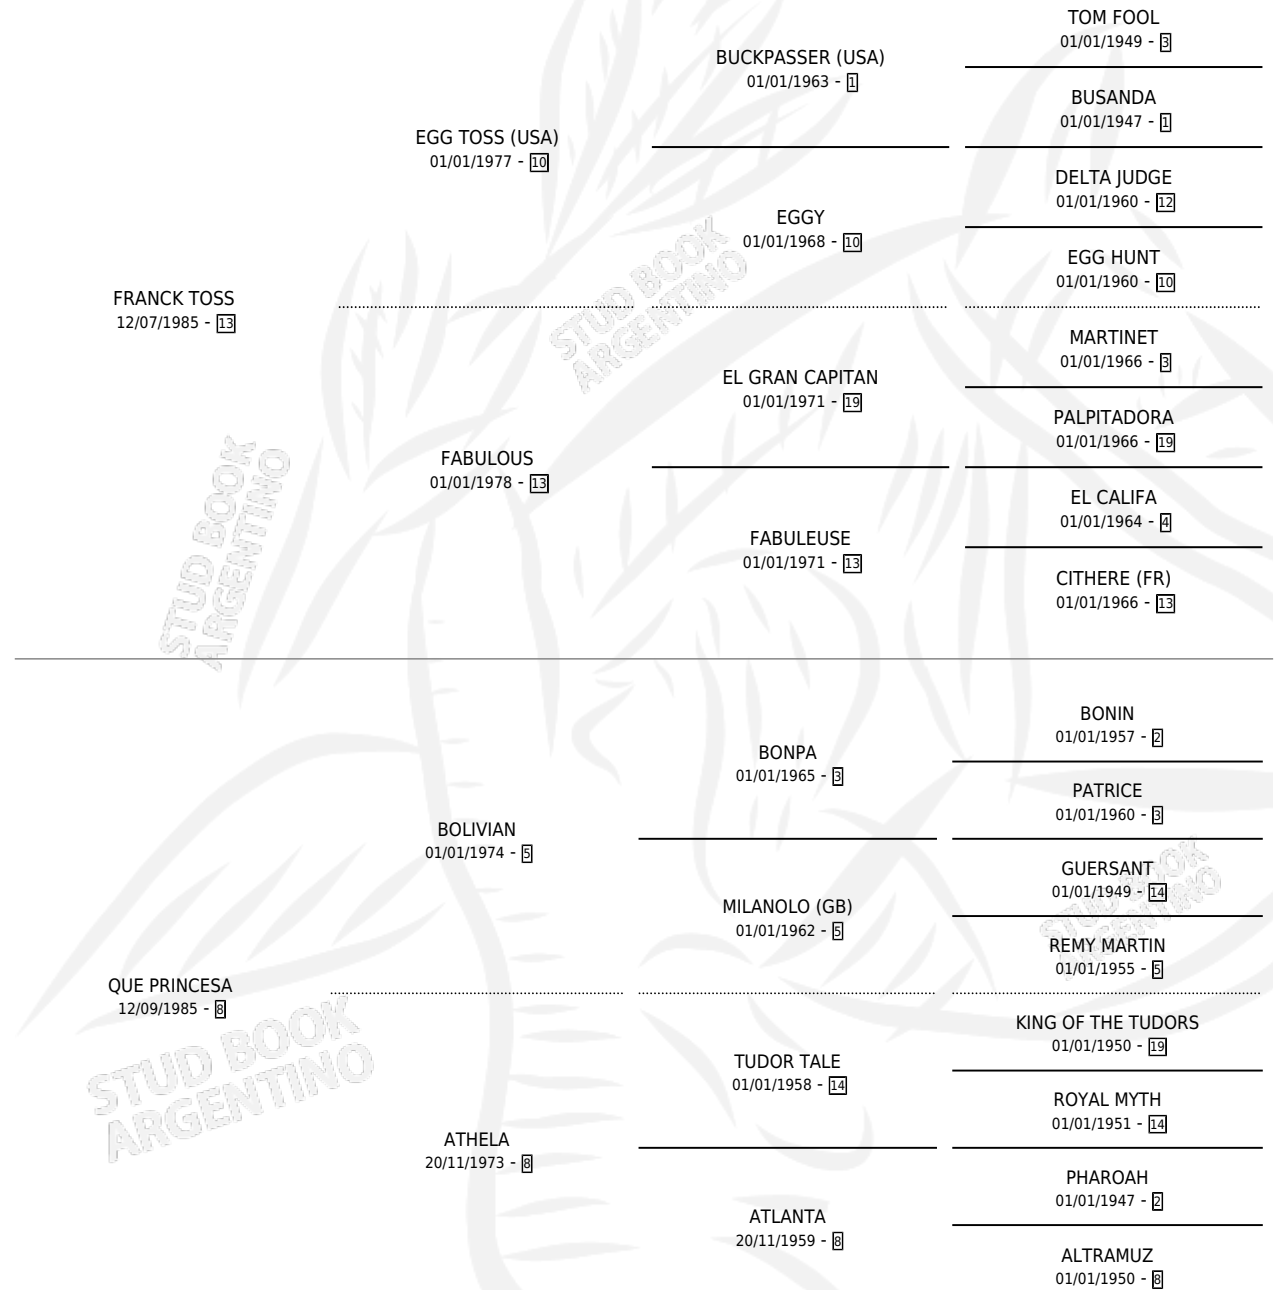 TOM FOOL
01/01/1949 - 3
BUCKPASSER (USA)
01/01/1963 - 1
BUSANDA
01/01/1947 - 1
EGG TOSS (USA)
01/01/1977 - 10
DELTA JUDGE
01/01/1960 - 12
EGGY
01/01/1968 - 10
EGG HUNT
01/01/1960 - 10
FRANCK TOSS
12/07/1985 - 13
MARTINET
01/01/1966 - 3
EL GRAN CAPITAN
01/01/1971 - 19
PALPITADORA
01/01/1966 - 19
FABULOUS
01/01/1978 - 13
EL CALIFA
01/01/1964 - 4
FABULEUSE
01/01/1971 - 13
CITHERE (FR)
01/01/1966 - 13
BONIN
01/01/1957 - 2
BONPA
01/01/1965 - 3
PATRICE
01/01/1960 - 3
BOLIVIAN
01/01/1974 - 5
GUERSANT
01/01/1949 - 14
MILANOLO (GB)
01/01/1962 - 5
REMY MARTIN
01/01/1955 - 5
QUE PRINCESA
12/09/1985 - 8
KING OF THE TUDORS
01/01/1950 - 19
TUDOR TALE
01/01/1958 - 14
ROYAL MYTH
01/01/1951 - 14
ATHELA
20/11/1973 - 8
PHAROAH
01/01/1947 - 2
ATLANTA
20/11/1959 - 8
ALTRAMUZ
01/01/1950 - 8
STUD BOOK
ARGENTINO
STUD BOOK
ARGENTINO
STUD BOOK
ARGENTINO
STUD BOOK
ARGENTINO